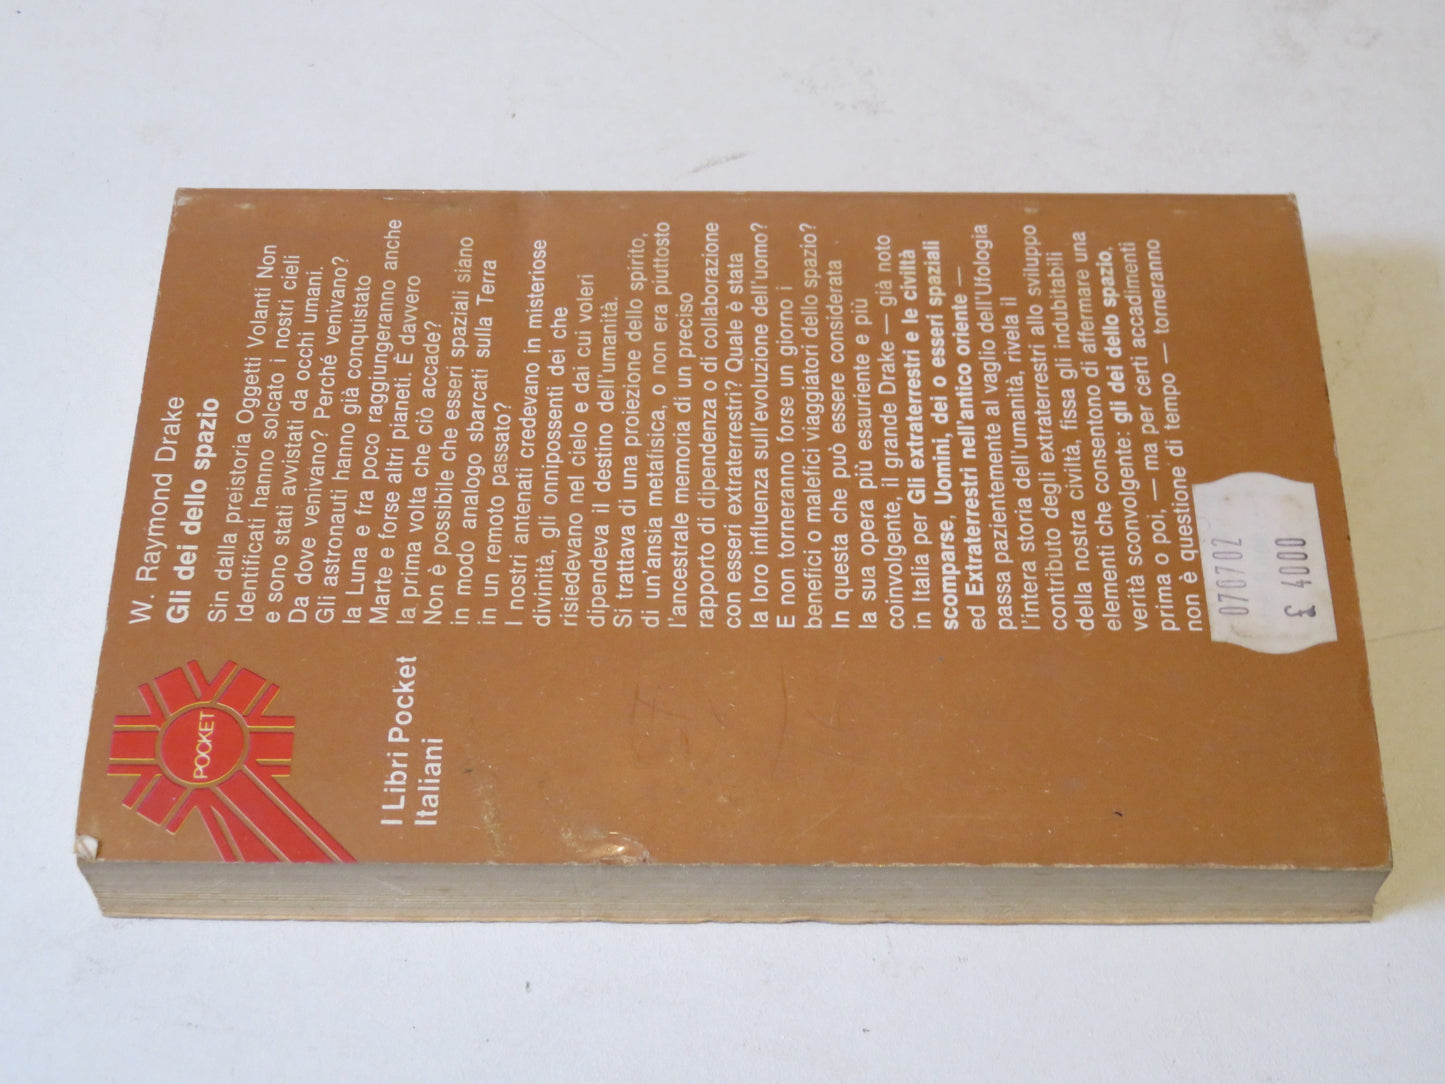 POCKET
I Libri Pocket
Italiani
W. Raymond Drake
Gli dei dello spazio
Sin dalla preistoria Oggetti Volanti Non
Identificati hanno solcato i nostri cieli
e sono stati avvistati da occhi umani.
Da dove venivano? Perché venivano?
Gli astronauti hanno già conquistato
la Luna e fra poco raggiungeranno anche
Marte e forse altri pianeti. È davvero
la prima volta che ciò accade?
Non è possibile che esseri spaziali siano
in modo analogo sbarcati sulla Terra
in un remoto passato?
I nostri antenati credevano in misteriose
divinità, gli onnipossenti dei che
risiedevano nel cielo e dai cui voleri
dipendeva il destino dell'umanità.
Si trattava di una proiezione dello spirito,
di un'ansia metafisica, o non era piuttosto
l'ancestrale memoria di un preciso
rapporto di dipendenza o di collaborazione
con esseri extraterrestri? Quale è stata
la loro influenza sull'evoluzione dell'uomo?
E non torneranno forse un giorno i
benefici o malefici viaggiatori dello spazio?
In questa che può essere considerata
la sua opera più esauriente e più
coinvolgente, il grande Drake — già noto
in Italia per Gli extraterrestri e le civiltà
scomparse, Uomini, dei o esseri spaziali
ed Extraterrestri nell'antico oriente —
passa pazientemente al vaglio dell'Ufologia
l'intera storia dell'umanità, rivela il
contributo degli extraterrestri allo sviluppo
della nostra civiltà, fissa gli indubitabili
elementi che consentono di affermare una
verità sconvolgente: gli dei dello spazio,
prima o poi, — ma per certi accadimenti
non è questione di tempo — torneranno
070702
£ 4000